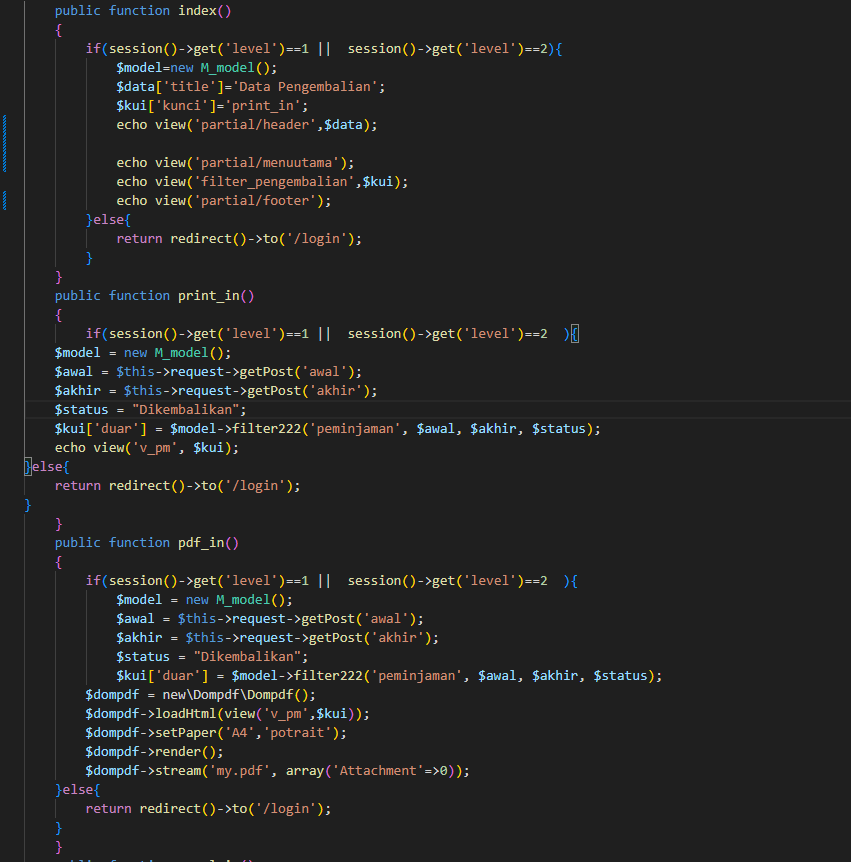 public function index()
{
if(session()->get('level')==1 ||  session()->get('level')==2){
$model=new M_model();
$data['title']='Data Pengembalian';
$kui['kunci']='print_in';
echo view('partial/header',$data);
echo view('partial/menuutama');
echo view('filter_pengembalian',$kui);
echo view('partial/footer');
}else{
return redirect()->to('/login');
}
}
public function print_in()
{
if(session()->get('level')==1 ||  session()->get('level')==2  ){
$model = new M_model();
$awal = $this->request->getPost('awal');
$akhir = $this->request->getPost('akhir');
$status = "Dikembalikan";
$kui['duar'] = $model->filter222('peminjaman', $awal, $akhir, $status);
echo view('v_pm', $kui);
}else{
return redirect()->to('/login');
}
}
public function pdf_in()
{
if(session()->get('level')==1 ||  session()->get('level')==2  ){
$model = new M_model();
$awal = $this->request->getPost('awal');
$akhir = $this->request->getPost('akhir');
$status = "Dikembalikan";
$kui['duar'] = $model->filter222('peminjaman', $awal, $akhir, $status);
$dompdf = new\Dompdf\Dompdf();
$dompdf->loadHtml(view('v_pm',$kui));
$dompdf->setPaper('A4','potrait');
$dompdf->render();
$dompdf->stream('my.pdf', array('Attachment'=>0));
}else{
return redirect()->to('/login');
}
}